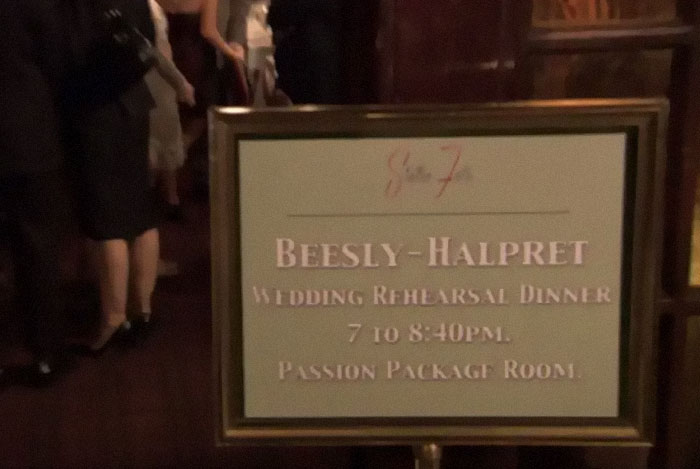 BEESLY-HALPRET
WEDDING REHEARSAL DINNER
7 TO 8:40PM.
PASSION PACKAGE ROOM.